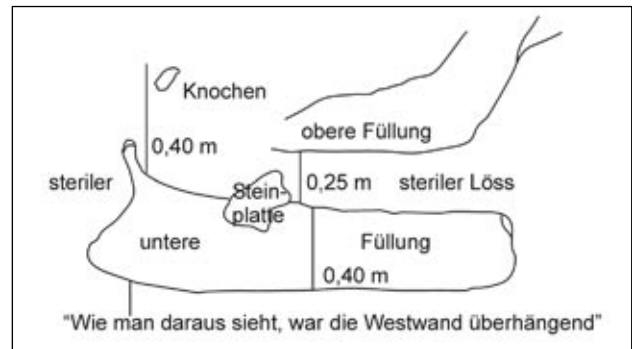 Knochen
obere Füllung
0,40 m
steriler
Stein-
platte
0,25 m
steriler Löss
untere
Füllung
0,40 m
“Wie man daraus sieht, war die Westwand überhängend”